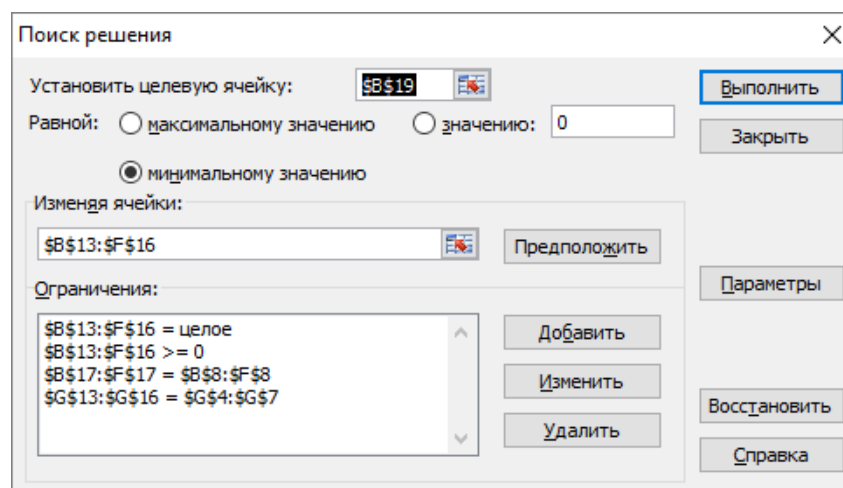 Поиск решения
Установить целевую ячейку: $B$19
Выполнить
Равной: максимальному значению значению: 0
Закрыть
минимальному значению
Изменяя ячейки:
$B$13:$F$16
Предположить
Параметры
Ограничения:
$B$13:$F$16 = целое
$B$13:$F$16 >= 0
$B$17:$F$17 = $B$8:$F$8
$G$13:$G$16 = $G$4:$G$7
Добавить
Изменить
Удалить
Восстановить
Справка